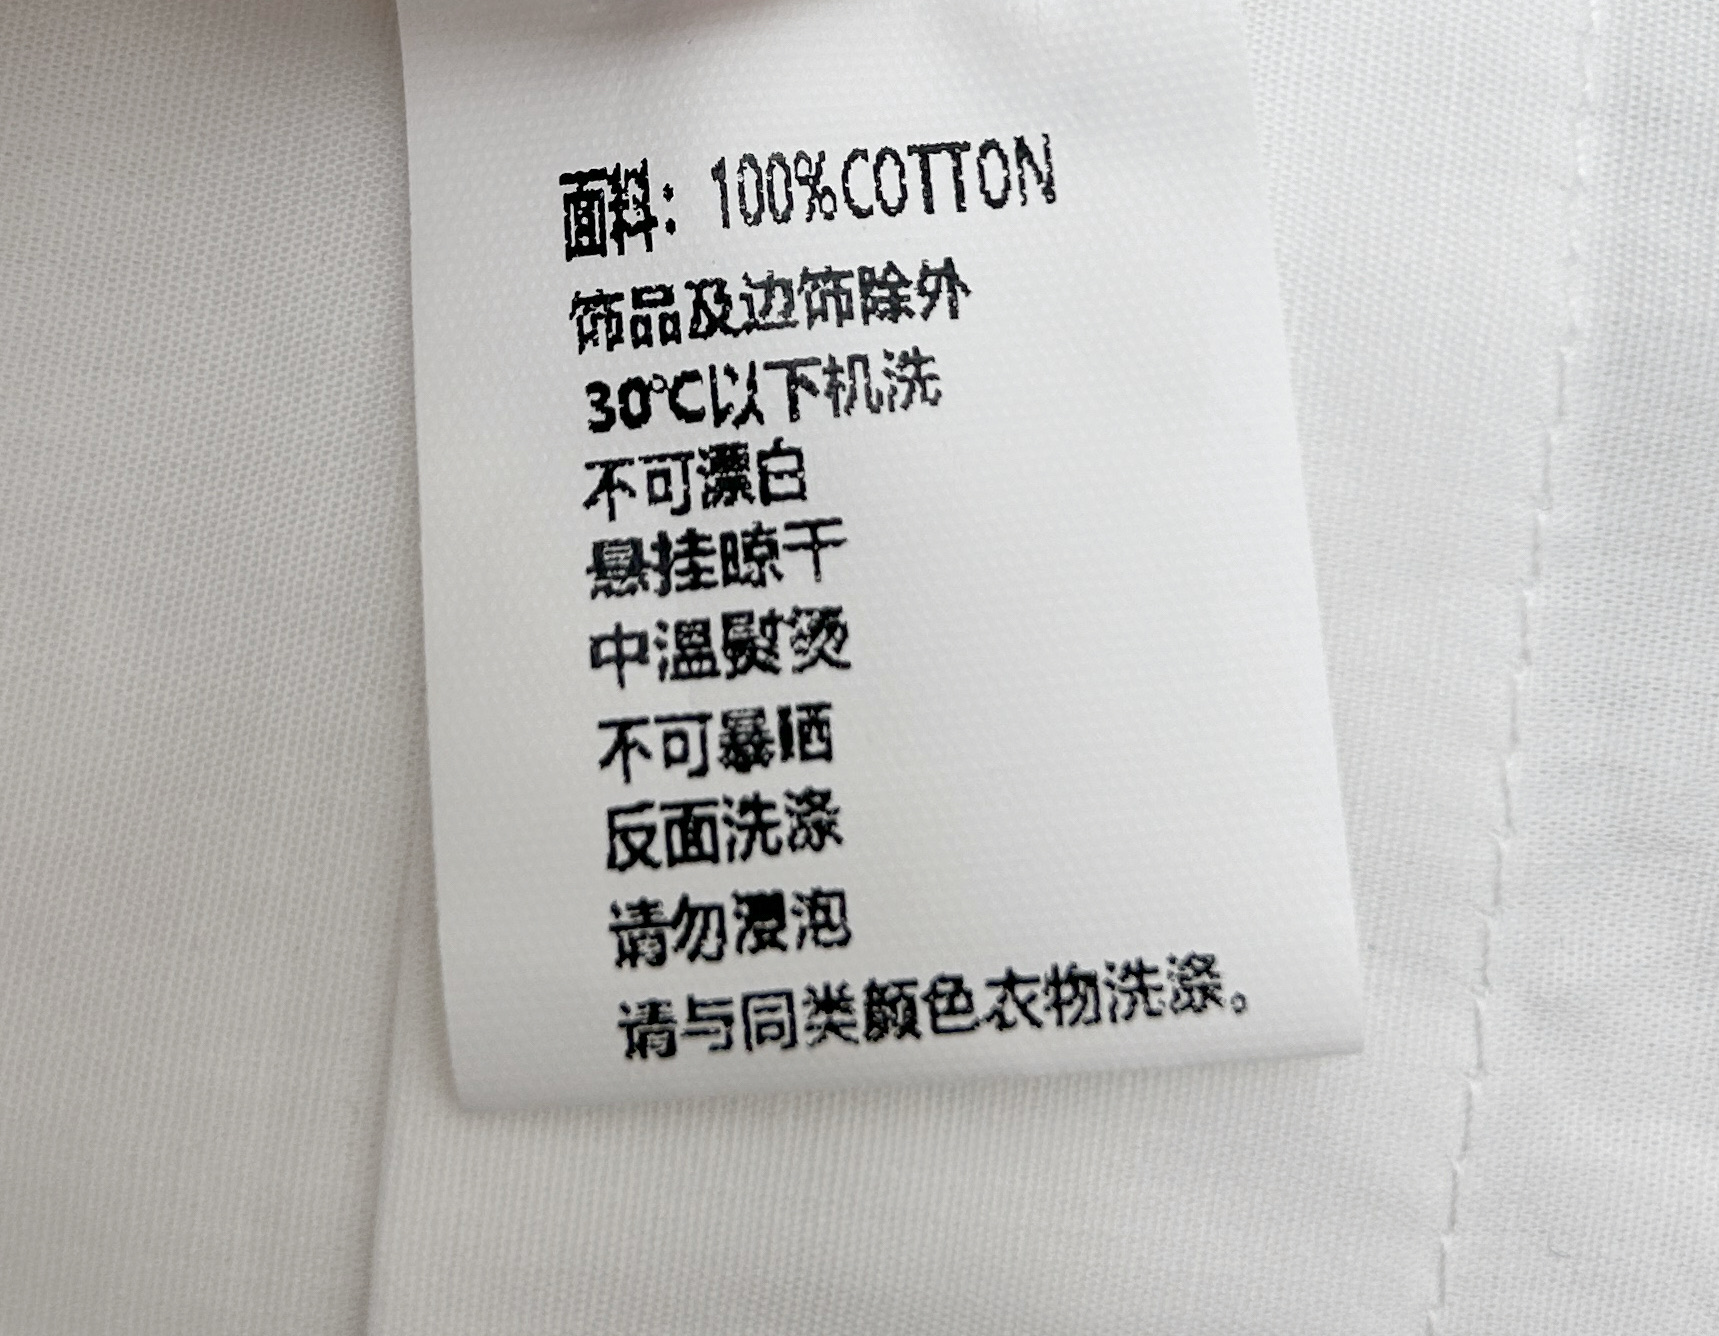 面料：100%COTTON
饰品及边饰除外
30℃以下机洗
不可漂白
悬挂晾干
中温熨烫
不可暴晒
反面洗涤
请勿浸泡
请与同类颜色衣物洗涤。